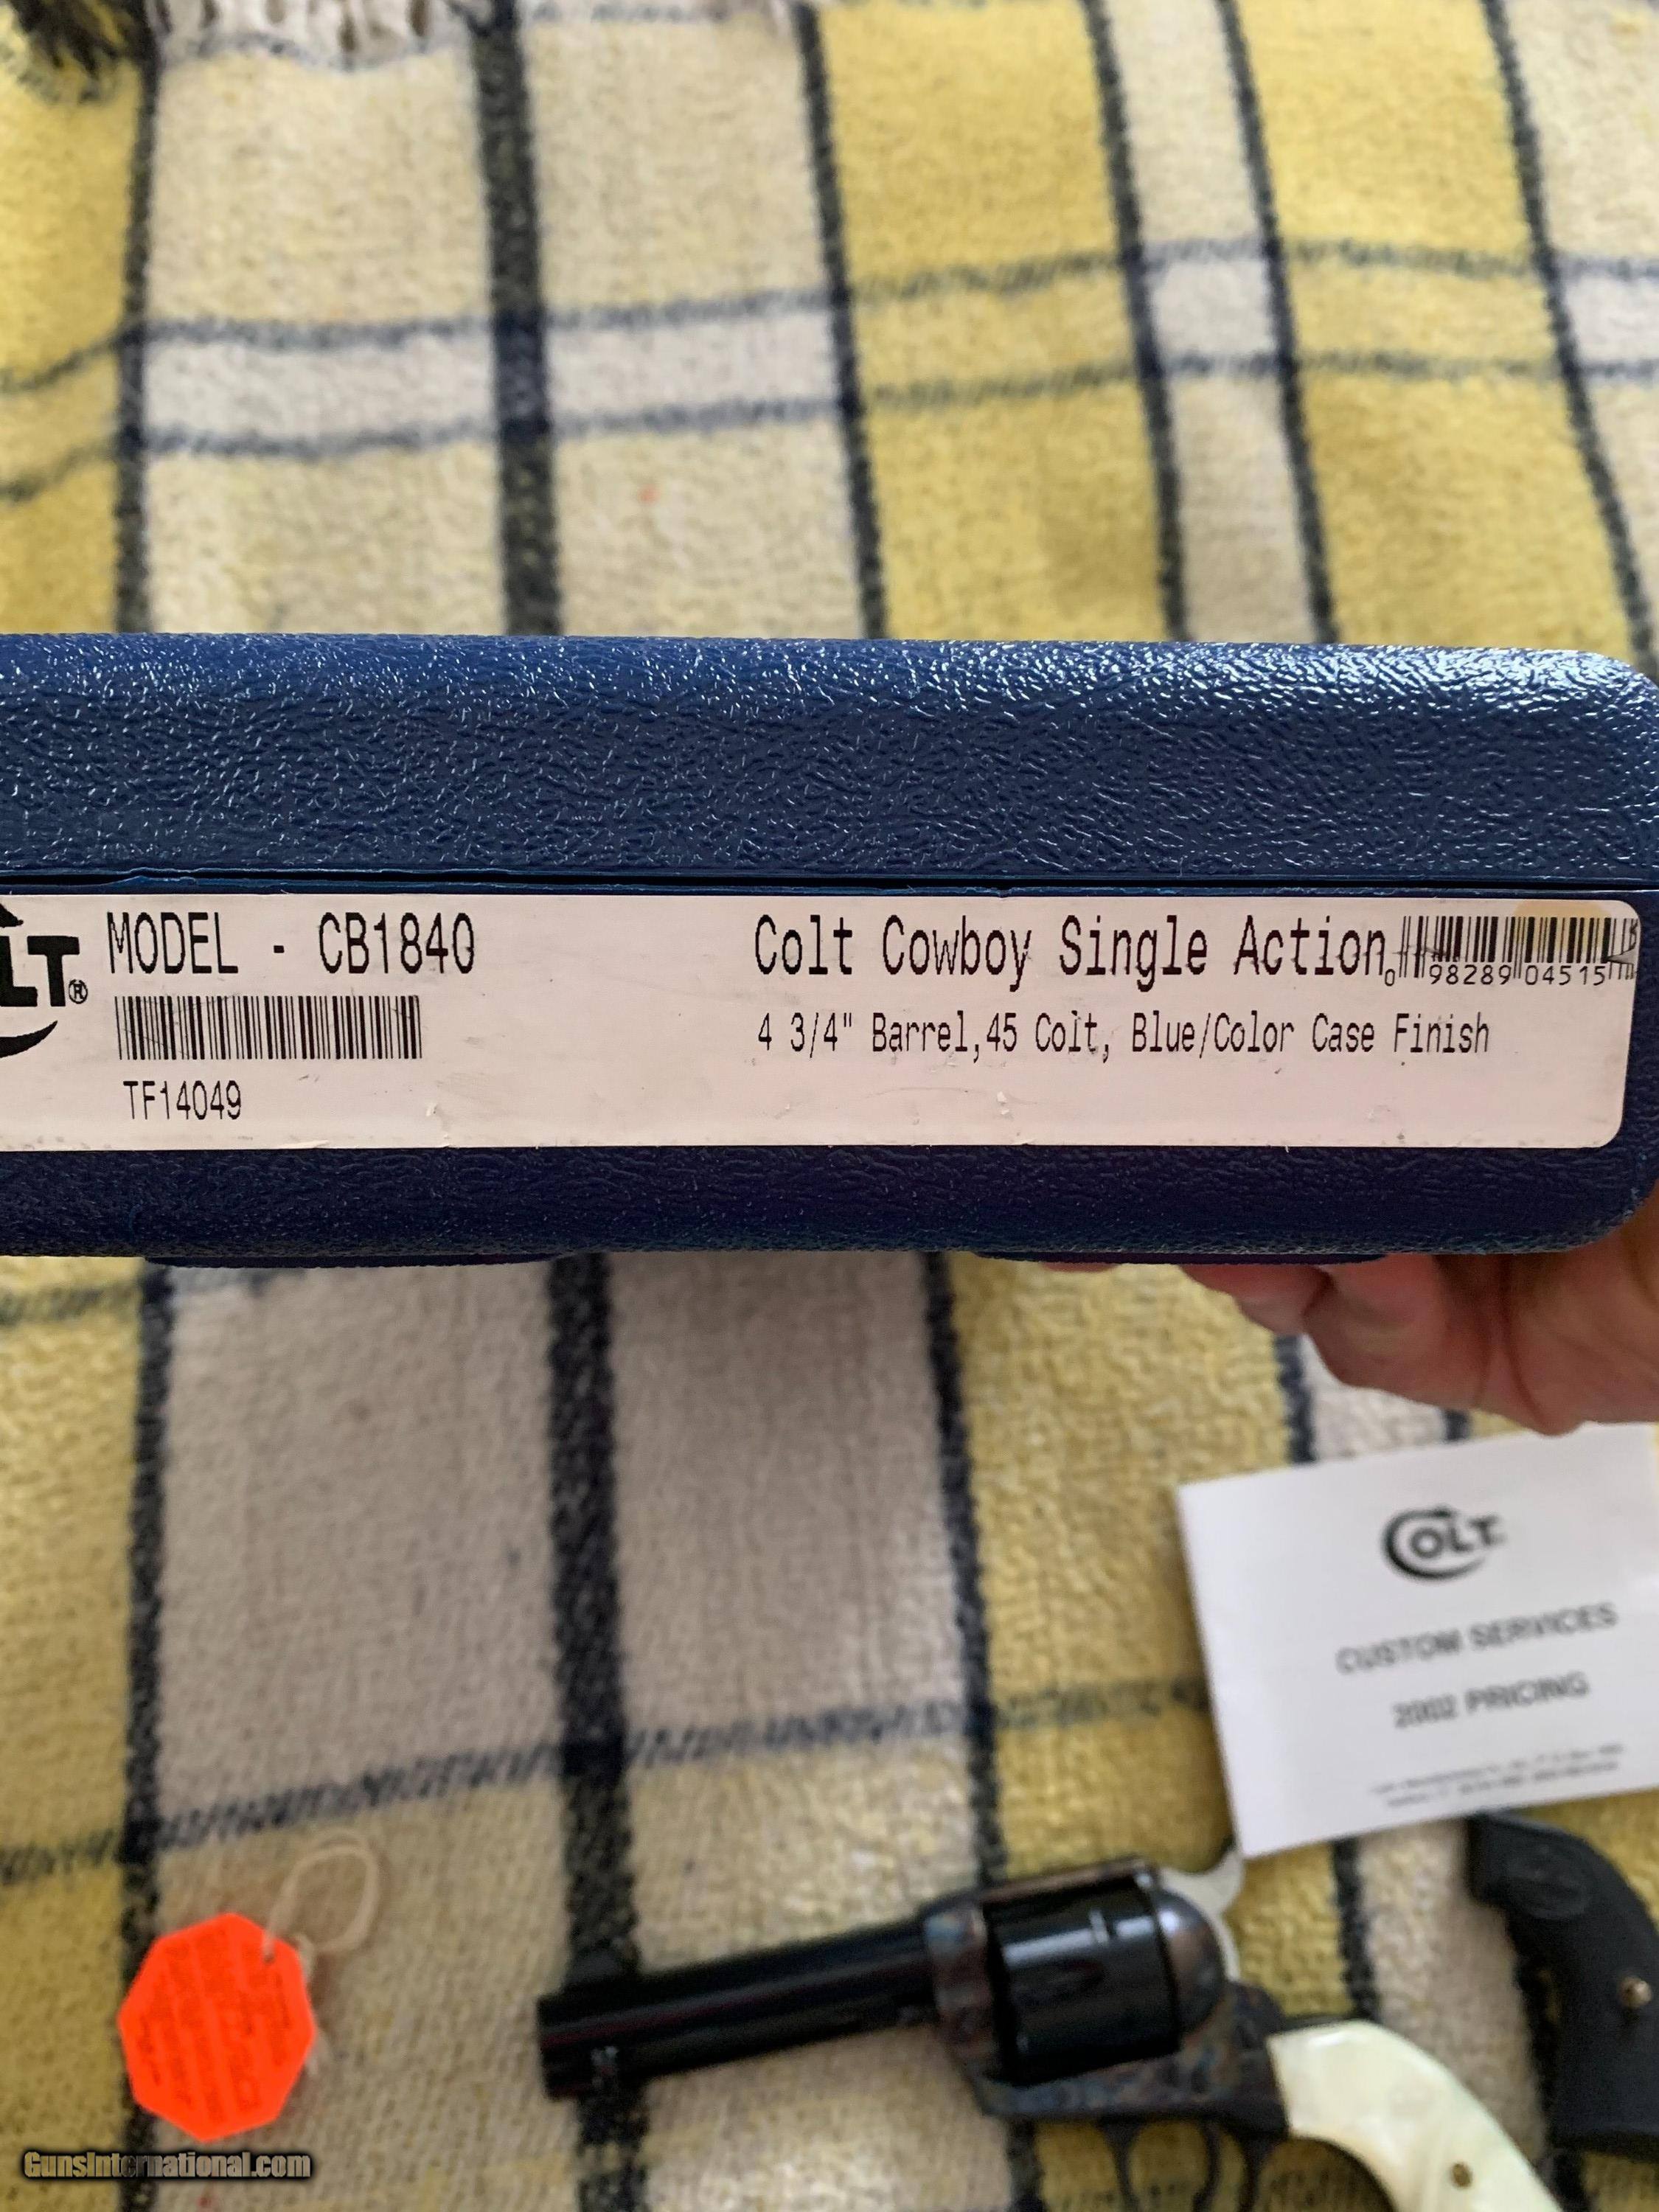 LT®
MODEL - CB1840
TF14049
Colt Cowboy Single Action
0 98289 04515
4 3/4" Barrel,45 Colt, Blue/Color Case Finish
COLT
CUSTOM SERVICES
2002 PRICING
GunsInternational.com